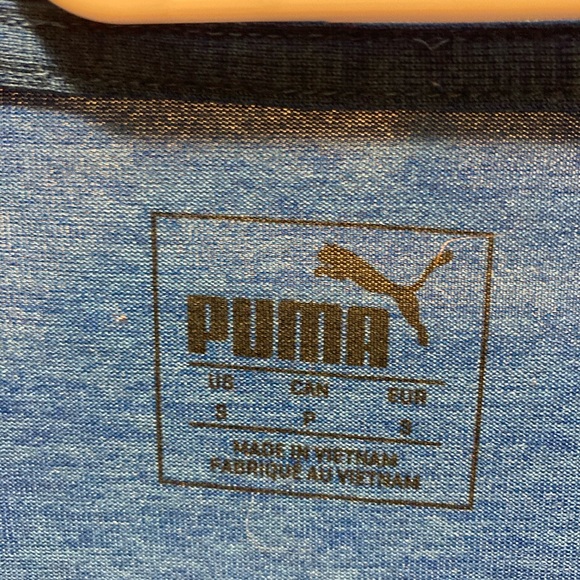 PUMA
US CAN EUR
S P S
MADE IN VIETNAM
FABRIQUÉ AU VIETNAM